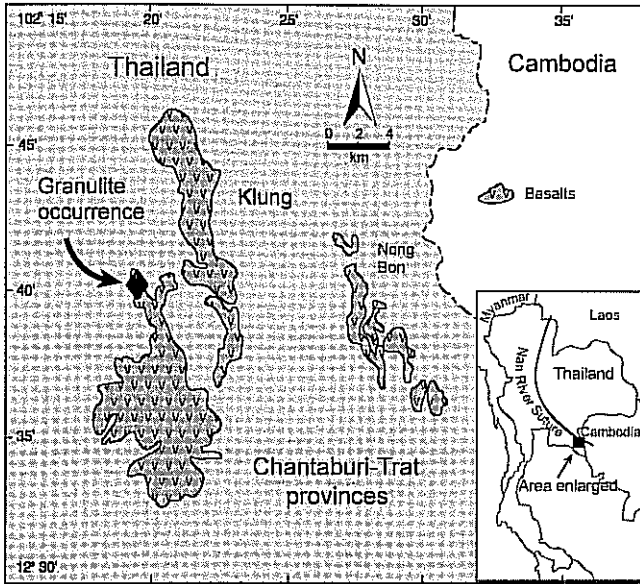 102° 15'
20'
25'
30'
35'
Thailand
Cambodia
N
0 2 4
km
45'
Granulite
occurrence
Klung
Basalts
Nong
Bon
40'
Myanmar
Laos
Nan River Suture
Thailand
Cambodia
Area enlarged
35'
Chantaburi-Trat
provinces
12° 30'